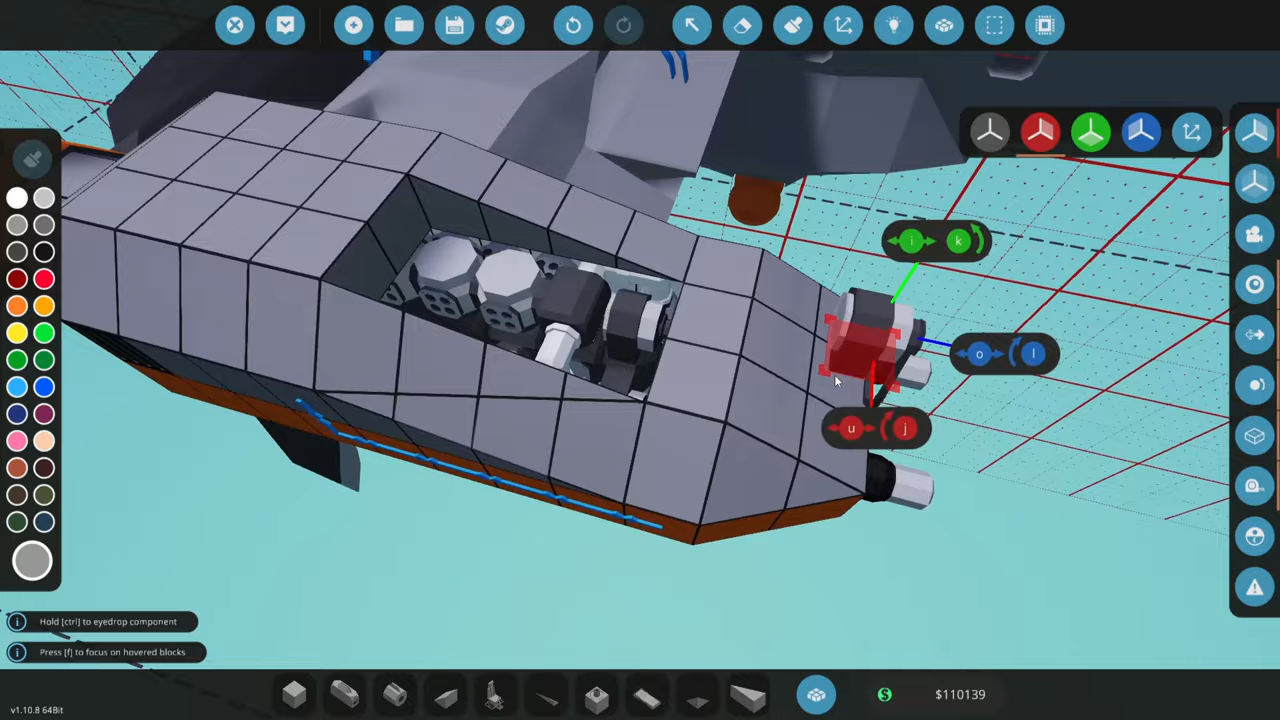 i k
o l
u j
Hold [ctrl] to eyedrop component
Press [f] to focus on hovered blocks
$ $110139
v1.10.8 64Bit